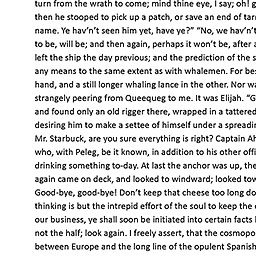 turn from the wrath to come; mind thine eye, I say; oh! g
then he stooped to pick up a patch, or save an end of tar
name. Ye hav'n't seen him yet, have ye?" "No, we hav'n't
to be, will be; and then again, perhaps it won't be, after a
left the ship the day previous; and the prediction of the s
any means to the same extent as with whalemen. For bes
hand, and a still longer whaling lance in the other. Nor wa
strangely peering from Queequeg to me. It was Elijah. "G
and found only an old rigger there, wrapped in a tattered
desiring him to make a settee of himself under a spreadin
Mr. Starbuck, are you sure everything is right? Captain Ah
who, with Peleg, be it known, in addition to his other offi
drinking something to-day. At last the anchor was up, the
again came on deck, and looked to windward; looked tow
Good-bye, good-bye! Don't keep that cheese too long do
thinking is but the intrepid effort of the soul to keep the o
our business, ye shall soon be initiated into certain facts
not the half; look again. I freely assert, that the cosmopo
between Europe and the long line of the opulent Spanish